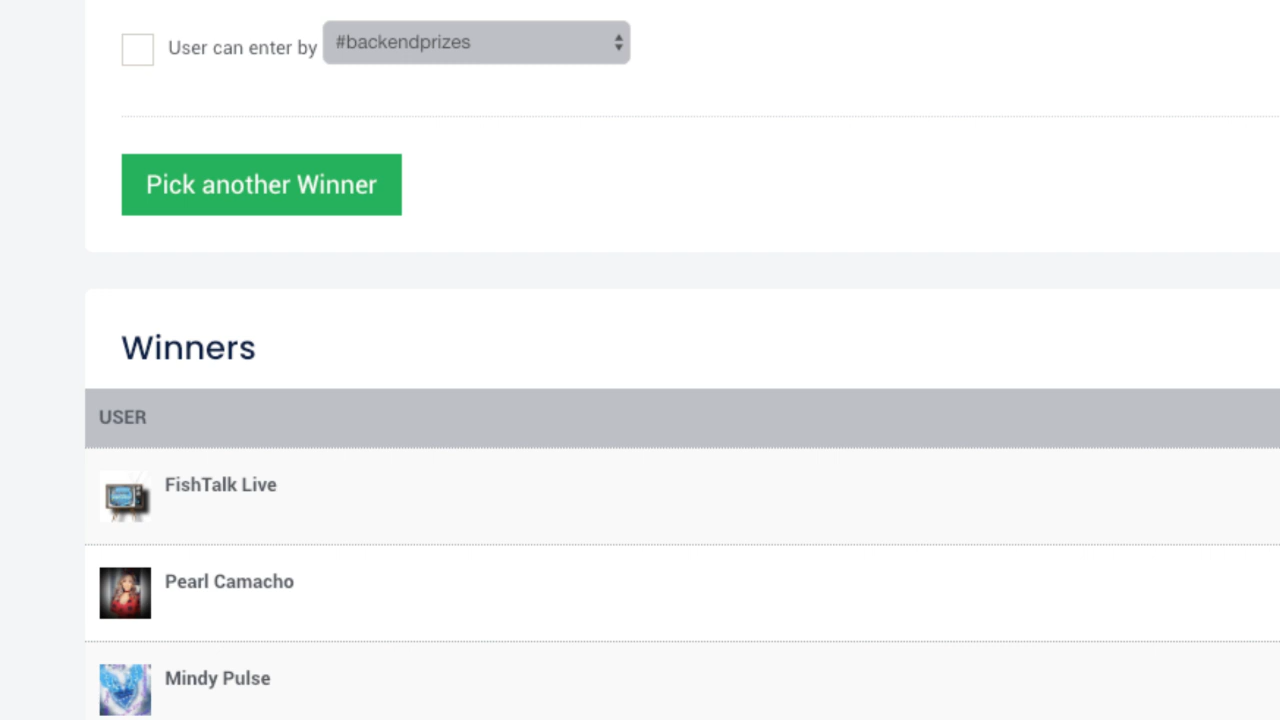 User can enter by #backendprizes
Pick another Winner
Winners
USER
FishTalk Live
Pearl Camacho
Mindy Pulse